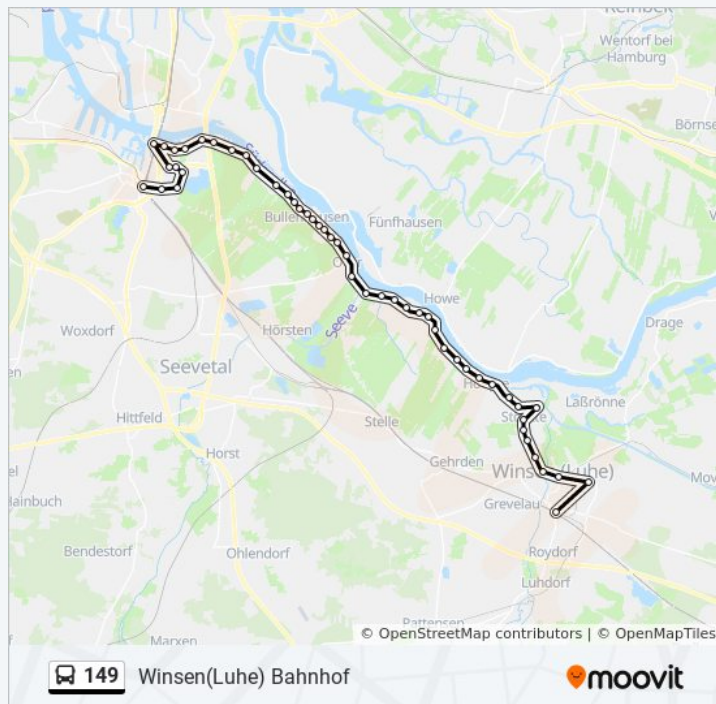 Reinbek
Wentorf bei
Hamburg
Börnse
Bullenhausen
Fünfhausen
Howe
Woxdorf
Hörsten
Seeve
Drage
Seevetal
Laßrönne
Hittfeld
Stelle
Stöckte
Horst
Gehrden
Winsen (Luhe)
Mov
Hainbuch
Grevelau
Bendestorf
Ohlendorf
Roydorf
Luhdorf
Pattensen
Marxen
© OpenStreetMap contributors | © OpenMapTiles
149 Winsen(Luhe) Bahnhof
moovit